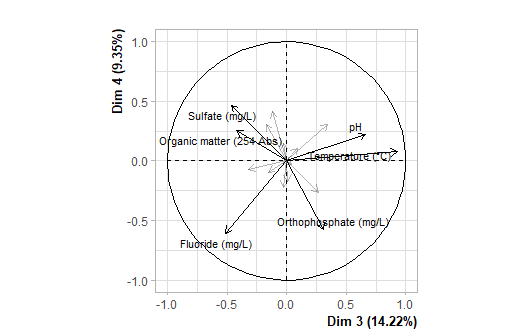 Dim 4 (9.35%)
1.0
0.5
0.0
-0.5
-1.0
Sulfate (mg/L)
pH
Organic matter (254 Abs)
Temperature (°C)
Orthophosphate (mg/L)
Fluoride (mg/L)
-1.0 -0.5 0.0 0.5 1.0
Dim 3 (14.22%)